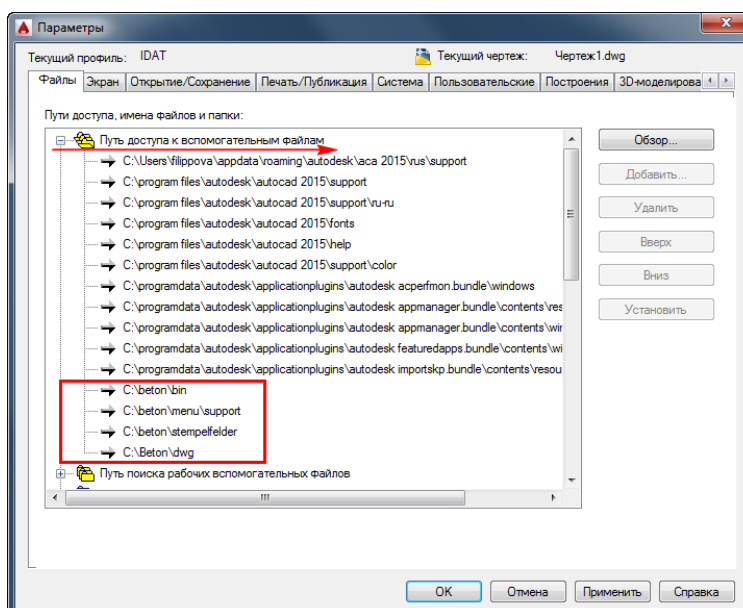 Параметры
Текущий профиль: IDAT Текущий чертеж: Чертеж1.dwg
Файлы Экран Открытие/Сохранение Печать/Публикация Система Пользовательские Построения 3D-моделирова
Пути доступа, имена файлов и папки:
Путь доступа к вспомогательным файлам
C:\Users\filippova\appdata\roaming\autodesk\aca 2015\rus\support
C:\program files\autodesk\autocad 2015\support
C:\program files\autodesk\autocad 2015\support\ru-ru
C:\program files\autodesk\autocad 2015\fonts
C:\program files\autodesk\autocad 2015\help
C:\program files\autodesk\autocad 2015\support\color
C:\programdata\autodesk\applicationplugins\autodesk acperfmon.bundle\windows
C:\programdata\autodesk\applicationplugins\autodesk appmanager.bundle\contents\res
C:\programdata\autodesk\applicationplugins\autodesk appmanager.bundle\contents\wir
C:\programdata\autodesk\applicationplugins\autodesk featuredapps.bundle\contents\wi
C:\programdata\autodesk\applicationplugins\autodesk importskp.bundle\contents\resou
C:\beton\bin
C:\beton\menu\support
C:\beton\stempelfelder
C:\Beton\dwg
Путь поиска рабочих вспомогательных файлов
Обзор...
Добавить...
Удалить
Вверх
Вниз
Установить
OK Отмена Применить Справка